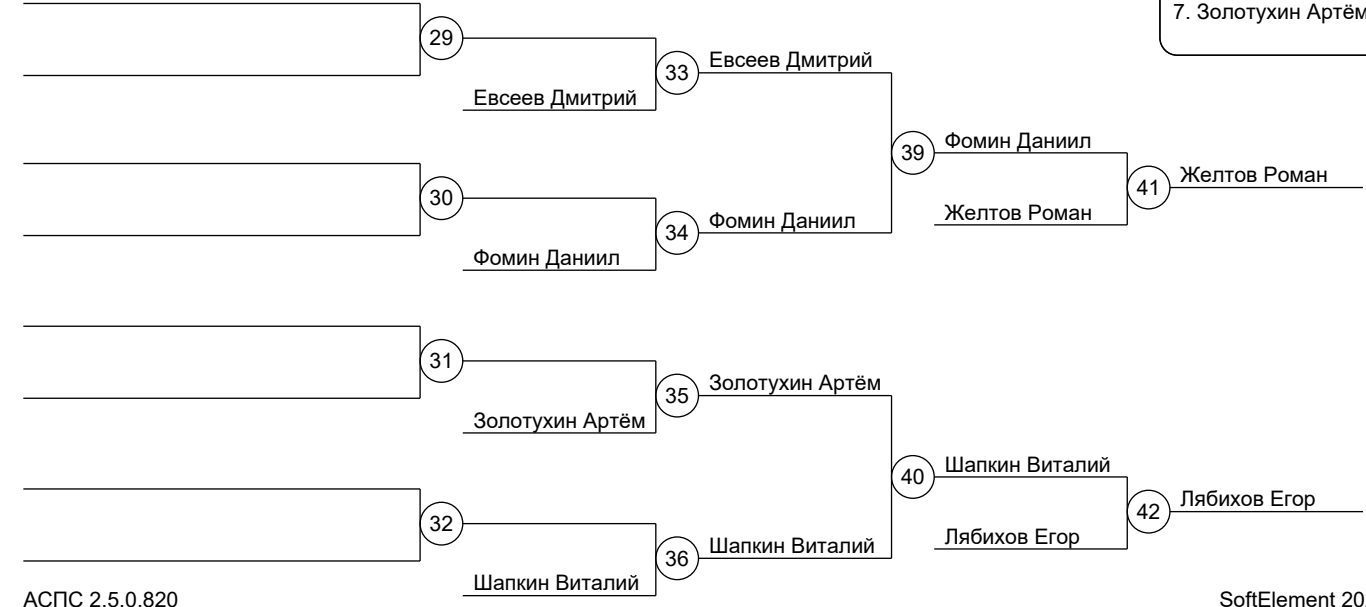 7. Золотухин Артём
29
Евсеев Дмитрий
33
Евсеев Дмитрий
30
Фомин Даниил
34
Фомин Даниил
39
Фомин Даниил
Желтов Роман
41
Желтов Роман
31
Золотухин Артём
35
Золотухин Артём
32
Шапкин Виталий
36
Шапкин Виталий
40
Шапкин Виталий
Лябихов Егор
42
Лябихов Егор
АСПС 2.5.0.820
SoftElement 20